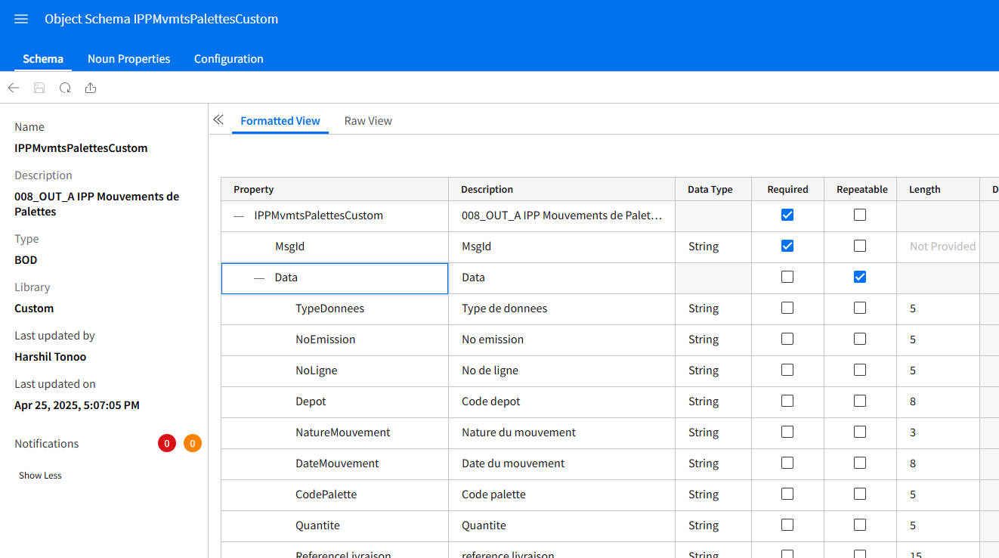 Object Schema IPPMvmtsPalettesCustom
Schema Noun Properties Configuration
Name
IPPMvmtsPalettesCustom
Description
008_OUT_A IPP Mouvements de
Palettes
Type
BOD
Library
Custom
Last updated by
Harshil Tonoo
Last updated on
Apr 25, 2025, 5:07:05 PM
Notifications 0 0
Show Less
Formatted View Raw View
Property Description Data Type Required Repeatable Length D
IPPMvmtsPalettesCustom 008_OUT_A IPP Mouvements de Palet...
MsgId MsgId String Not Provided
Data Data
TypeDonnees Type de donnees String 5
NoEmission No emission String 5
NoLigne No de ligne String 5
Depot Code depot String 8
NatureMouvement Nature du mouvement String 3
DateMouvement Date du mouvement String 8
CodePalette Code palette String 5
Quantite Quantite String 5
ReferenceLivraison reference livraison String 15